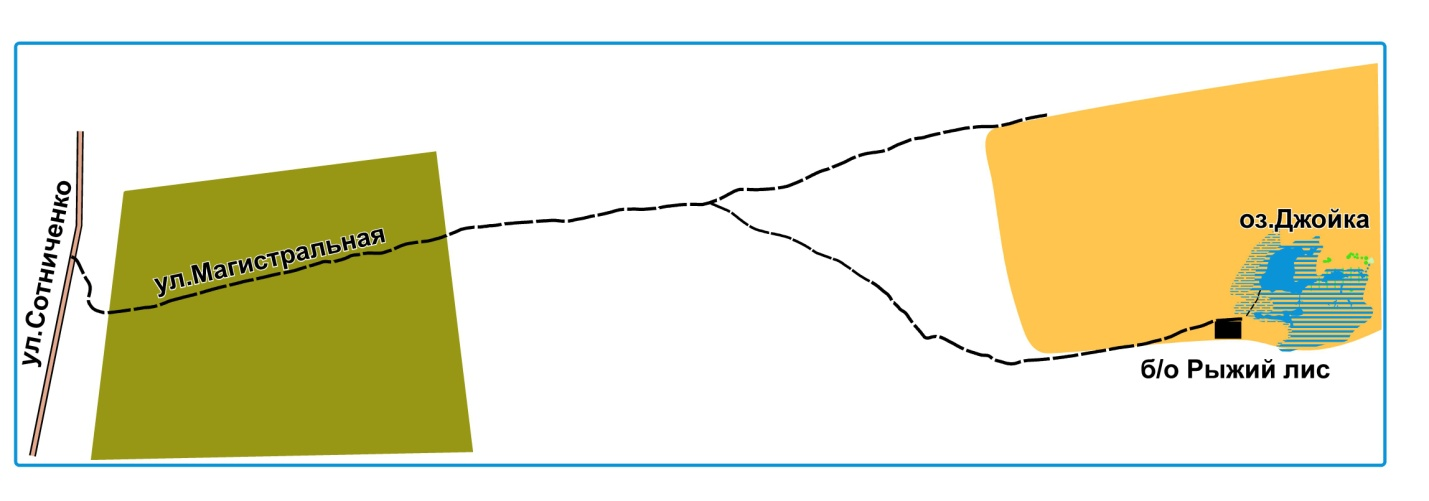 ул.Сотниченко
ул.Магистральная
оз.Джойка
б/о Рыжий лис